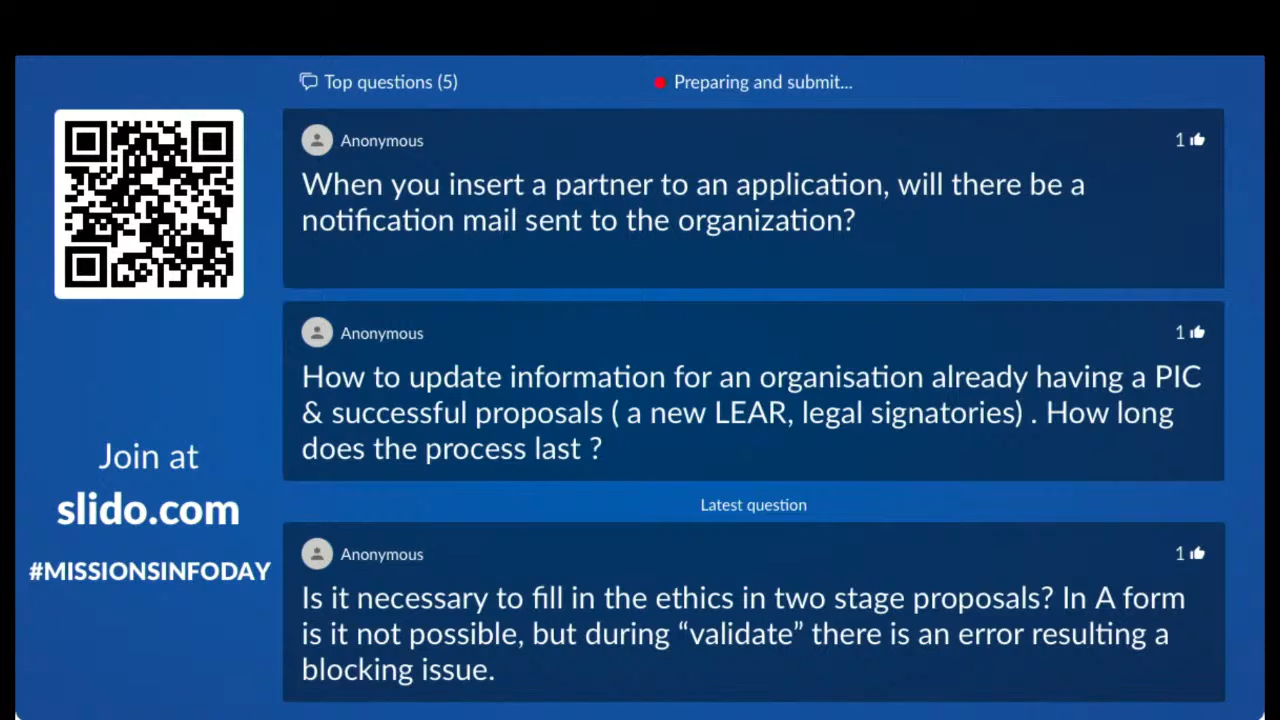 Top questions (5)
Preparing and submit...
Anonymous
1
When you insert a partner to an application, will there be a
notification mail sent to the organization?
Anonymous
1
How to update information for an organisation already having a PIC
& successful proposals ( a new LEAR, legal signatories) . How long
does the process last ?
Join at
slido.com
#MISSIONSINFODAY
Latest question
Anonymous
1
Is it necessary to fill in the ethics in two stage proposals? In A form
is it not possible, but during “validate” there is an error resulting a
blocking issue.